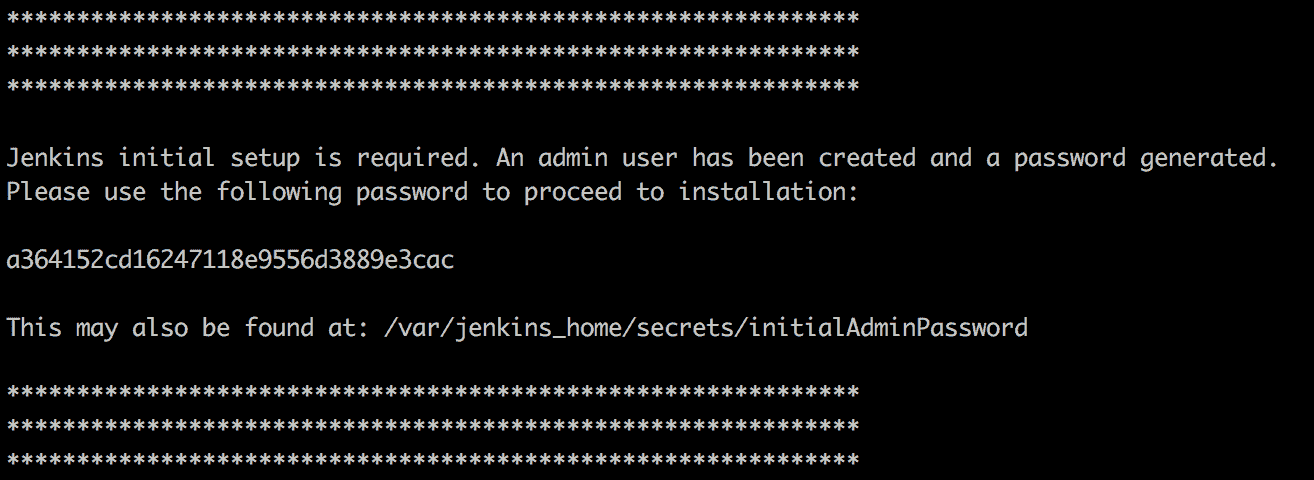 *************************************************************
*************************************************************
*************************************************************
Jenkins initial setup is required. An admin user has been created and a password generated.
Please use the following password to proceed to installation:
a364152cd16247118e9556d3889e3cac
This may also be found at: /var/jenkins_home/secrets/initialAdminPassword
*************************************************************
*************************************************************
*************************************************************